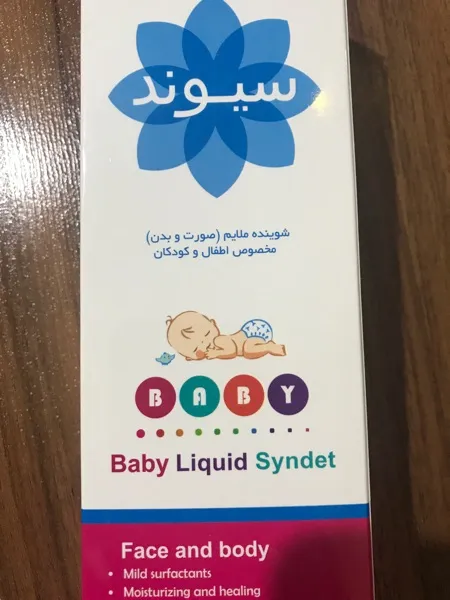 سیوند
شوینده ملایم (صورت و بدن)
مخصوص اطفال و کودکان
BABY
Baby Liquid Syndet
Face and body
• Mild surfactants
• Moisturizing and healing